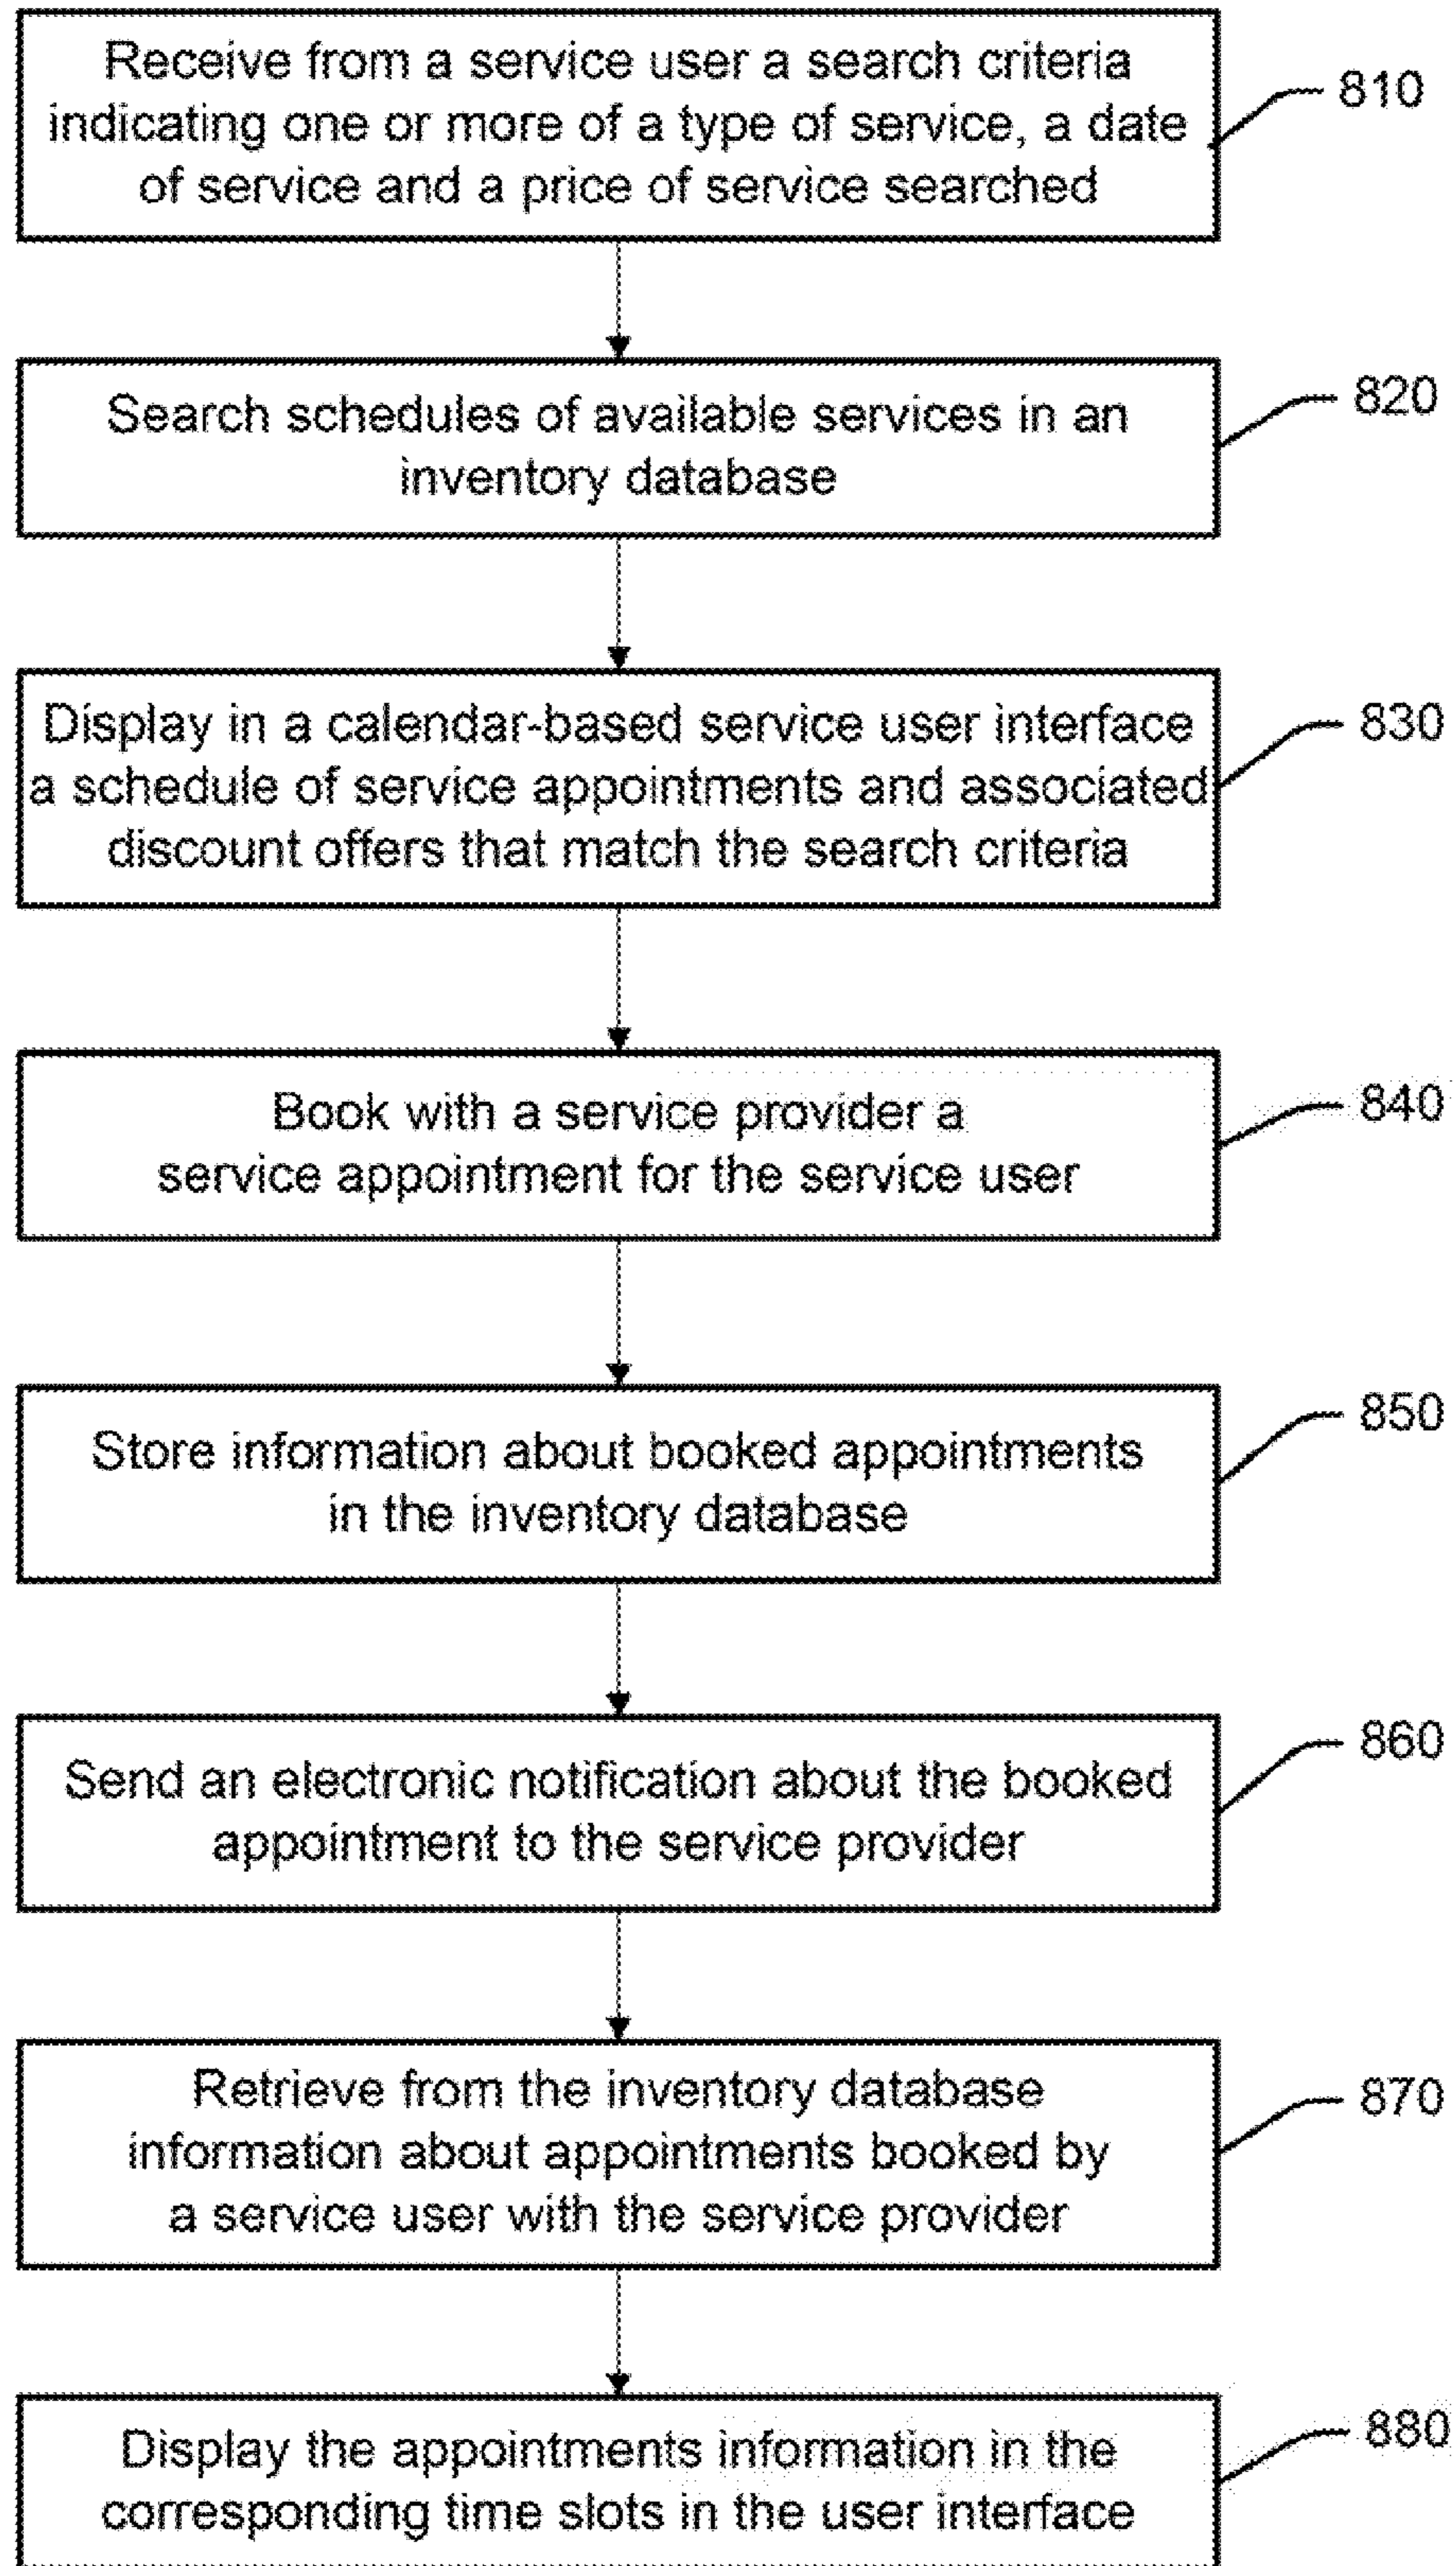 Receive from a service user a search criteria
indicating one or more of a type of service, a date
of service and a price of service searched
810
Search schedules of available services in an
inventory database
820
Display in a calendar-based service user interface
a schedule of service appointments and associated
discount offers that match the search criteria
830
Book with a service provider a
service appointment for the service user
840
Store information about booked appointments
in the inventory database
850
Send an electronic notification about the booked
appointment to the service provider
860
Retrieve from the inventory database
information about appointments booked by
a service user with the service provider
870
Display the appointments information in the
corresponding time slots in the user interface
880